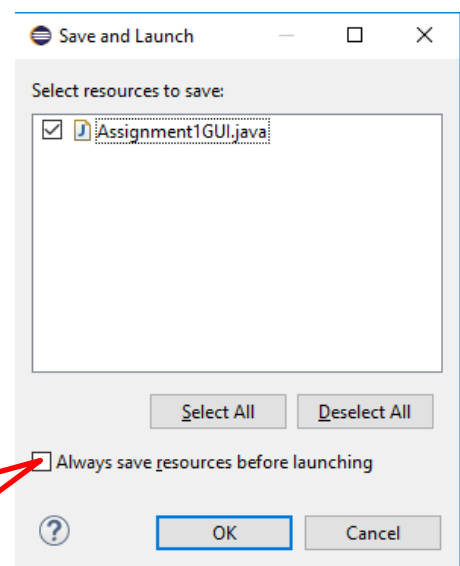 Save and Launch
Select resources to save:
Assignment1GUI.java
Select All
Deselect All
Always save resources before launching
OK
Cancel